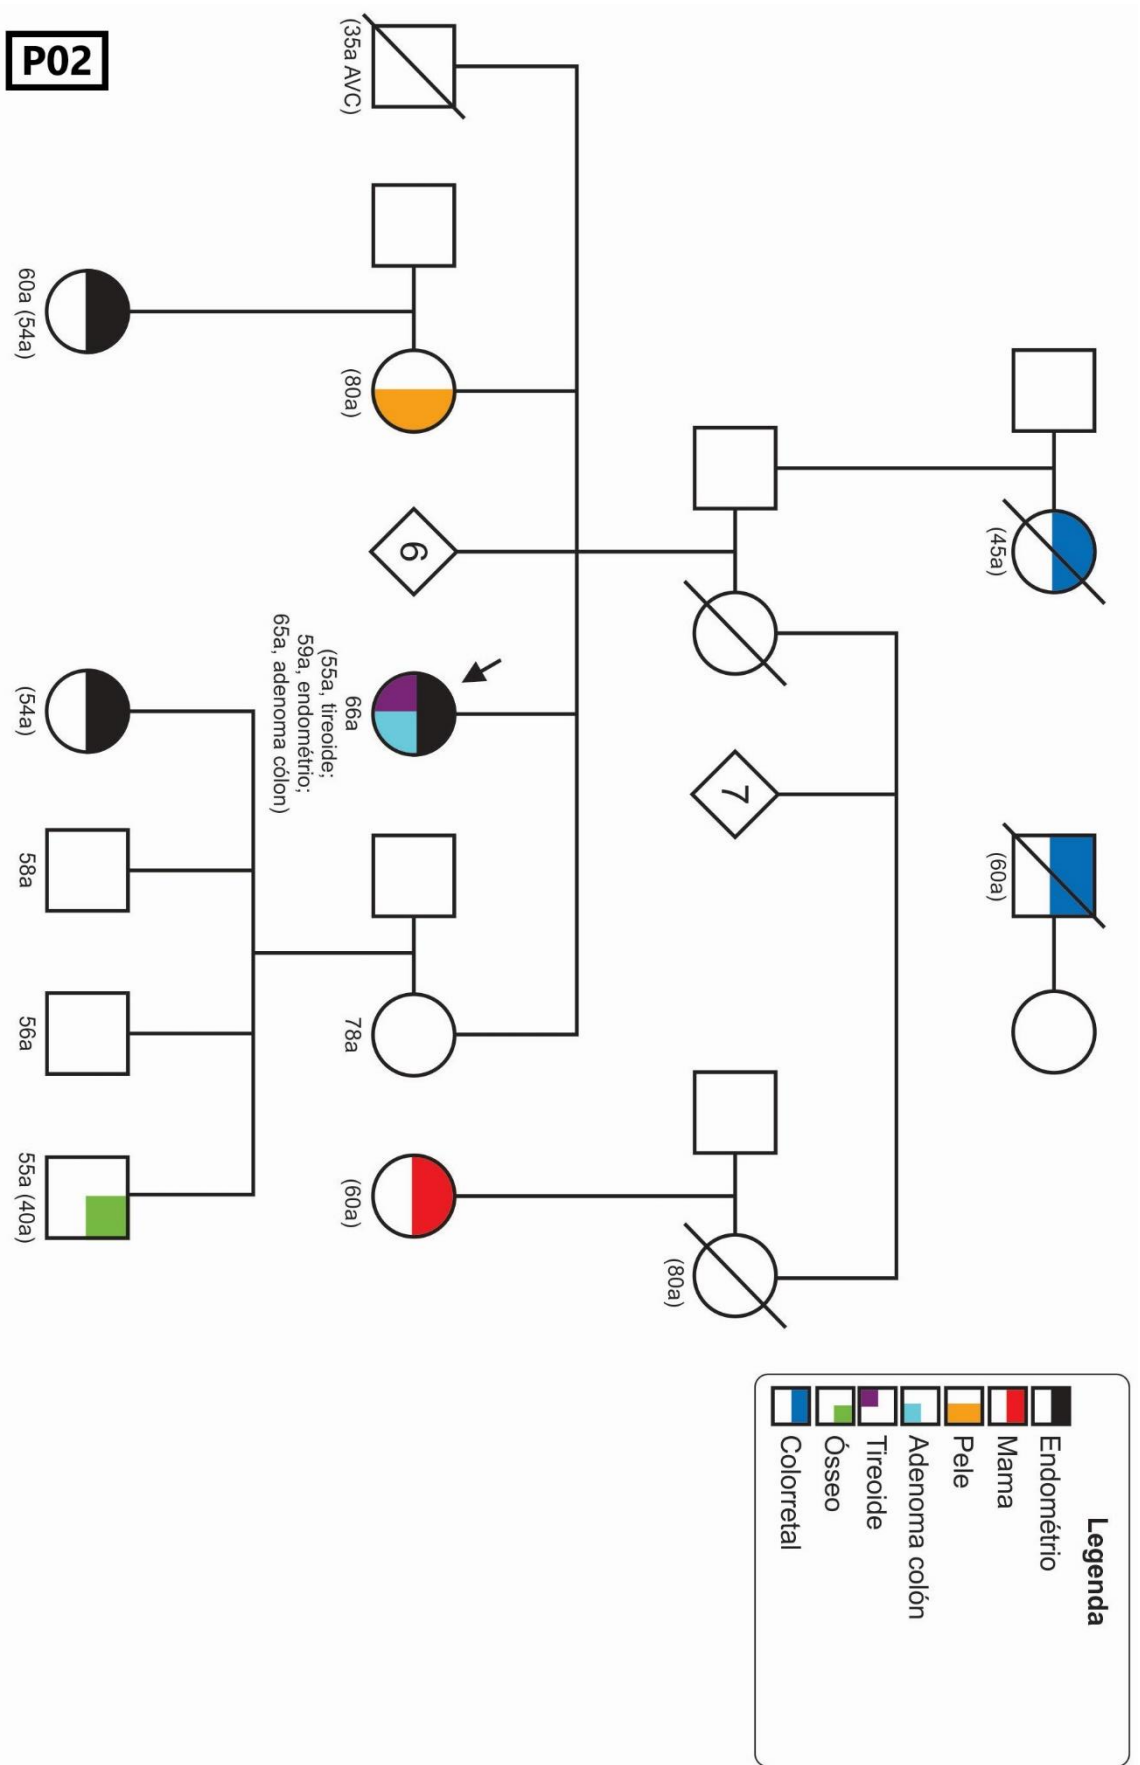 P02
(45a)
(60a)
7
(80a)
(35a AVC)
(80a)
6
66a
(55a, tireoide;
59a, endométrio;
65a, adenoma cólon)
78a
(60a)
60a (54a)
(54a)
58a
56a
55a (40a)
Legenda
Endométrio
Mama
Pele
Adenoma colón
Tireoide
Ósseo
Colorretal